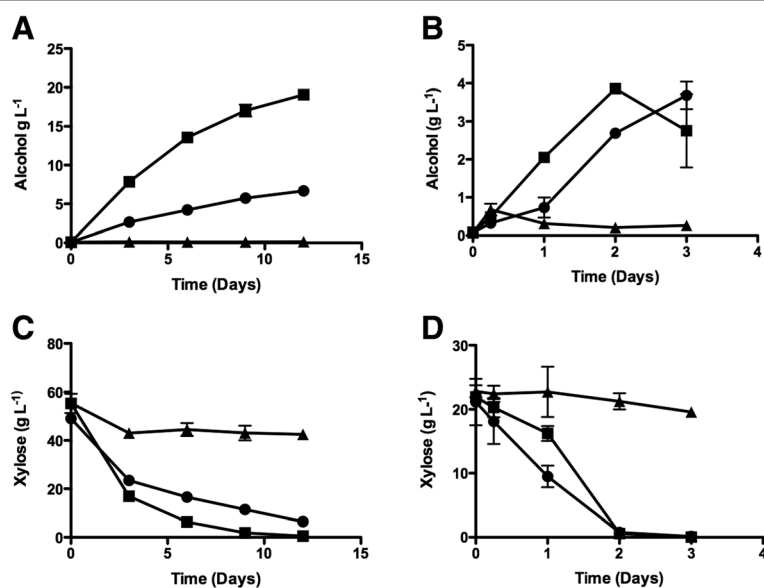 A
25
20
15
10
5
0
Alcohol g L-1
0 5 10 15
Time (Days)
B
5
4
3
2
1
0
Alcohol (g L-1)
0 1 2 3 4
Time (Days)
C
80
60
40
20
0
Xylose (g L-1)
0 5 10 15
Time (Days)
D
30
20
10
0
Xylose (g L-1)
0 1 2 3 4
Time (Days)